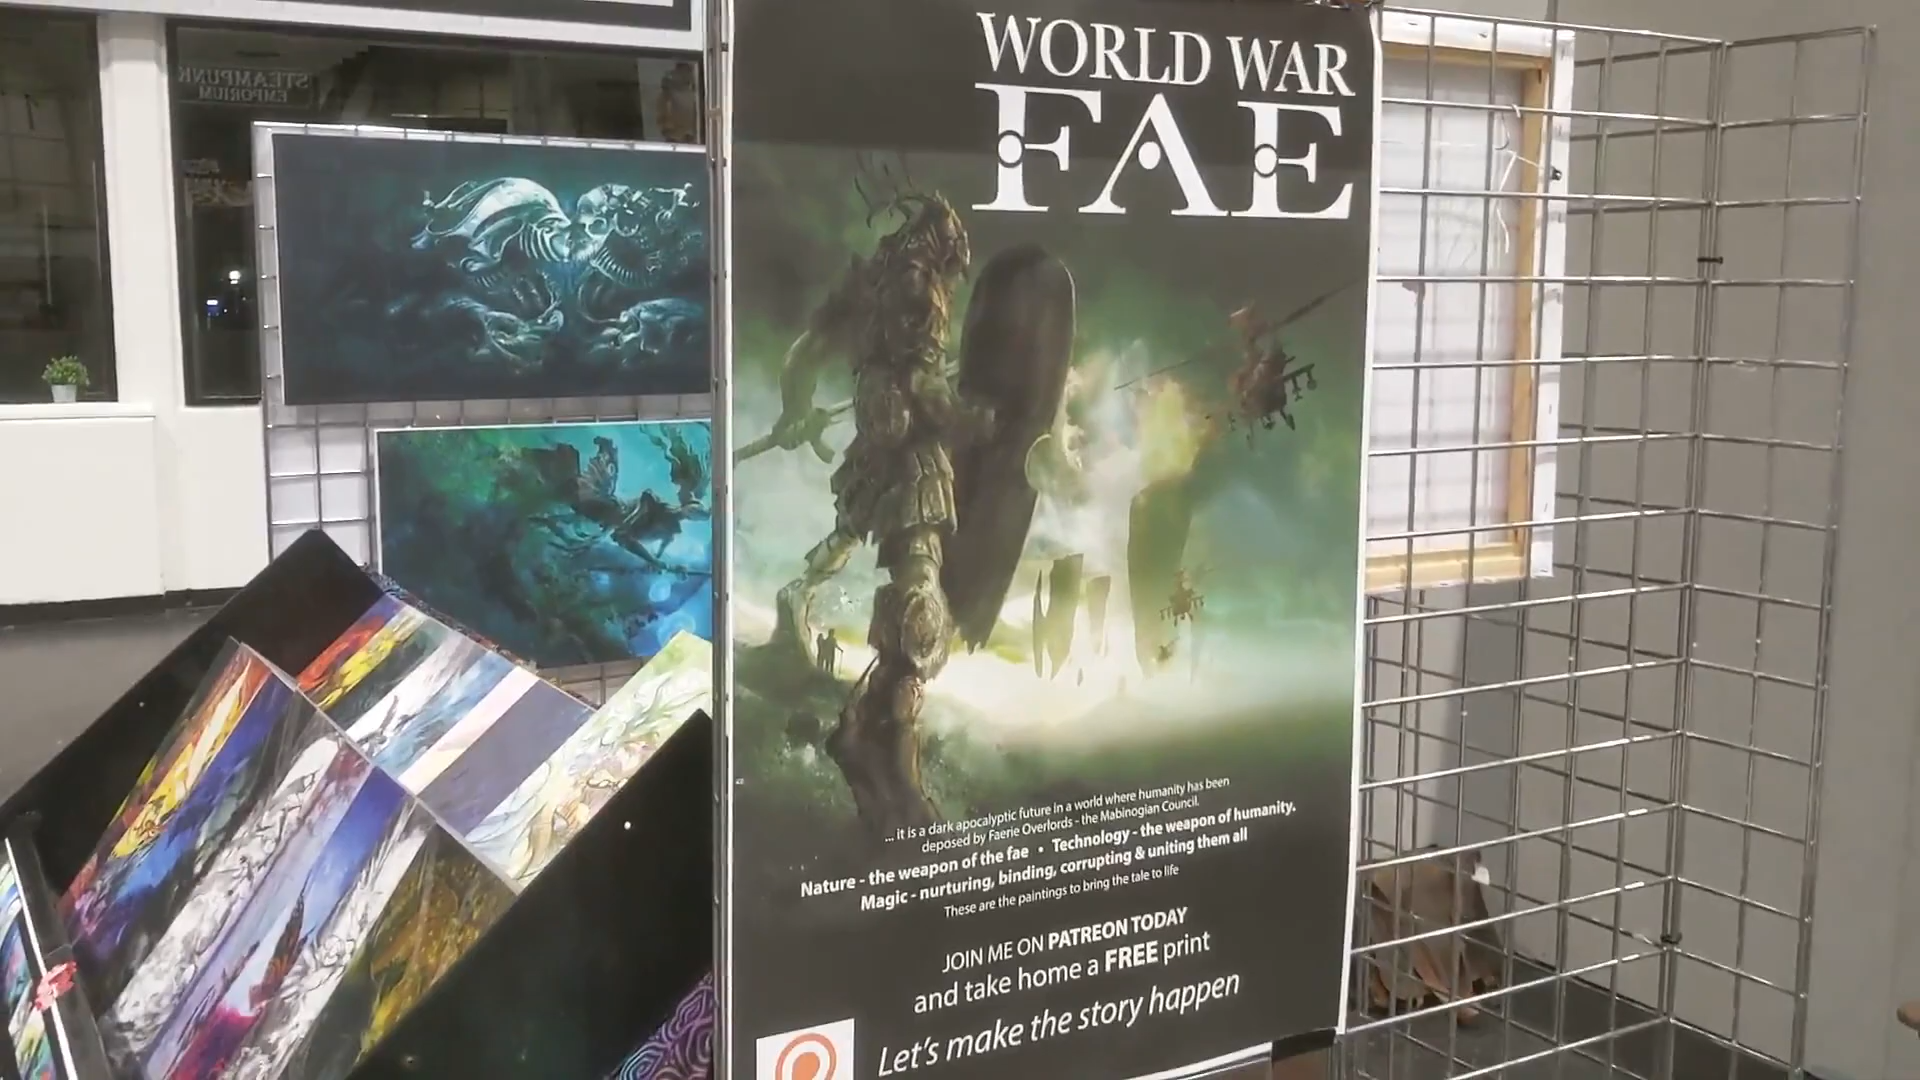 STEAMPUNK
EMPORIUM
WORLD WAR
FAE
... it is a dark apocalyptic future in a world where humanity has been
deposed by Faerie Overlords - the Mabinogian Council.
Nature - the weapon of the fae • Technology - the weapon of humanity.
Magic - nurturing, binding, corrupting & uniting them all
These are the paintings to bring the tale to life
JOIN ME ON PATREON TODAY
and take home a FREE print
Let's make the story happen